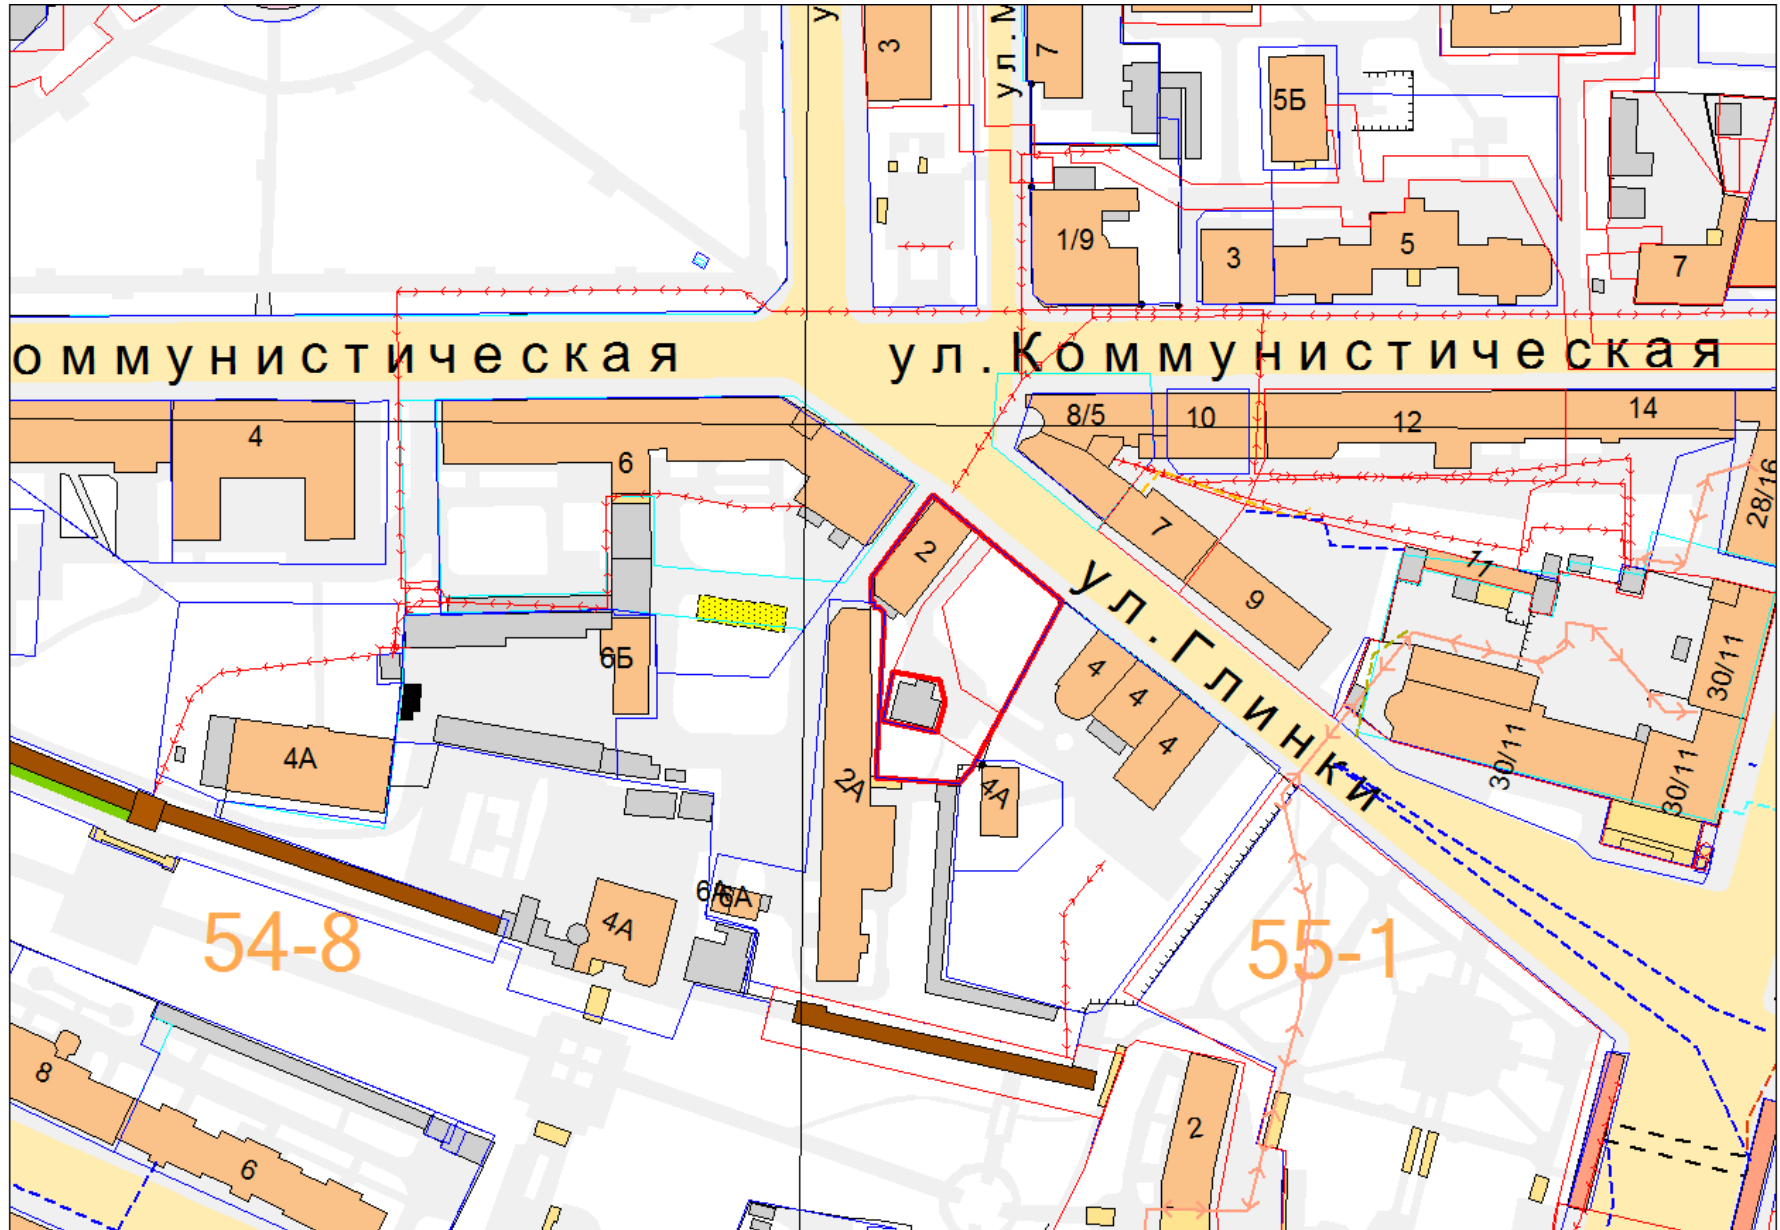 у
ул.М
3
7
5Б
1/9
3
5
7
оммунистическая
ул.Коммунистическая
4
6
8/5
10
12
14
28/16
2
7
9
11
ул.Глинки
6Б
4
4
4
30/11
30/11
30/11
4А
2А
4А
6А
6А
4А
54-8
55-1
8
6
2